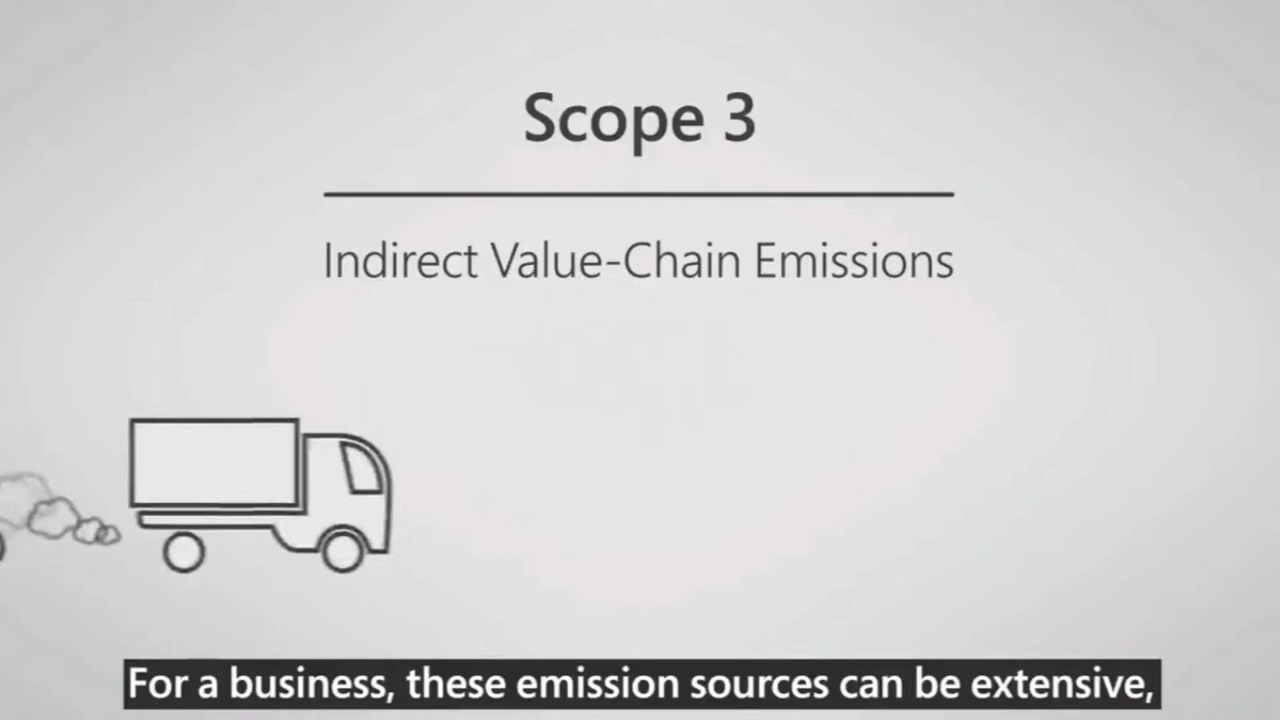 Scope 3
Indirect Value-Chain Emissions
For a business, these emission sources can be extensive,